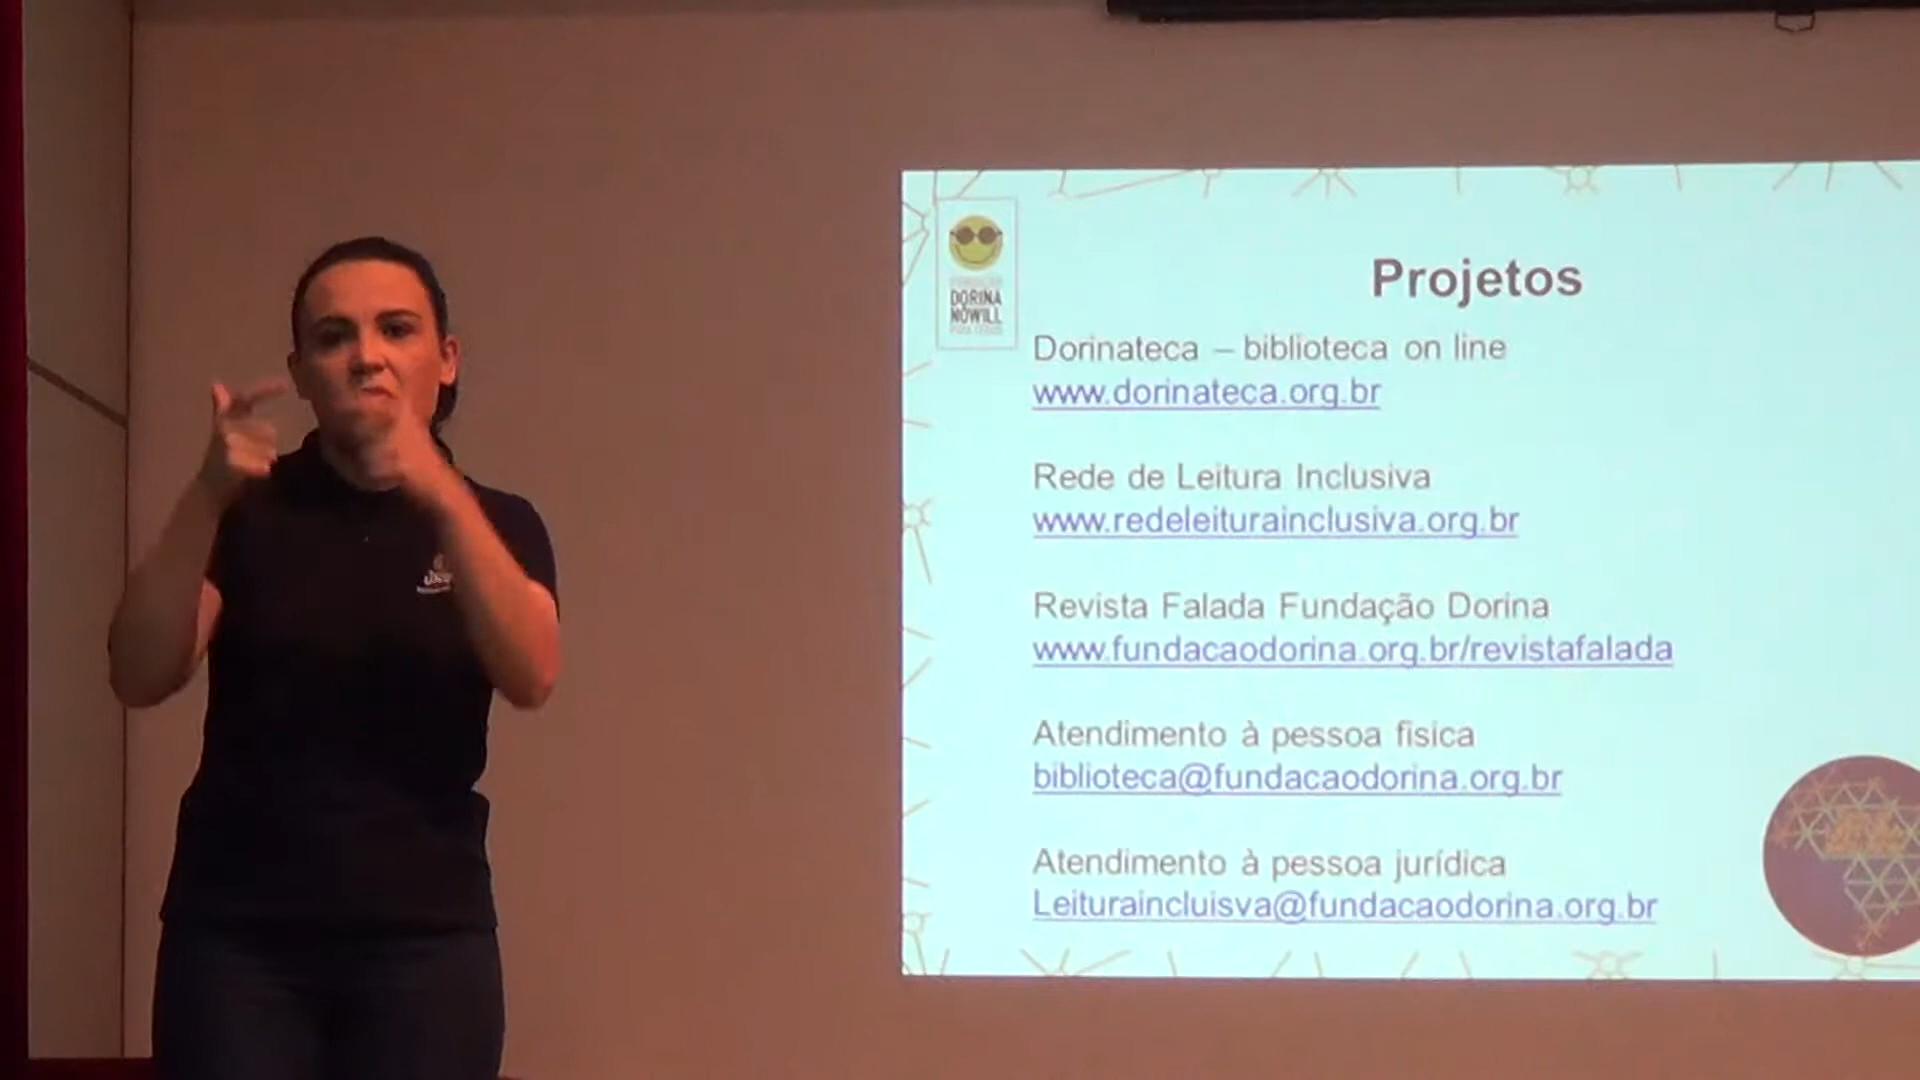 Projetos
DORINA
NOWILL
Dorinateca – biblioteca on line
www.dorinateca.org.br
Rede de Leitura Inclusiva
www.redeleiturainclusiva.org.br
Revista Falada Fundação Dorina
www.fundacaodorina.org.br/revistafalada
Atendimento à pessoa física
biblioteca@fundacaodorina.org.br
Atendimento à pessoa jurídica
Leituraincluisva@fundacaodorina.org.br